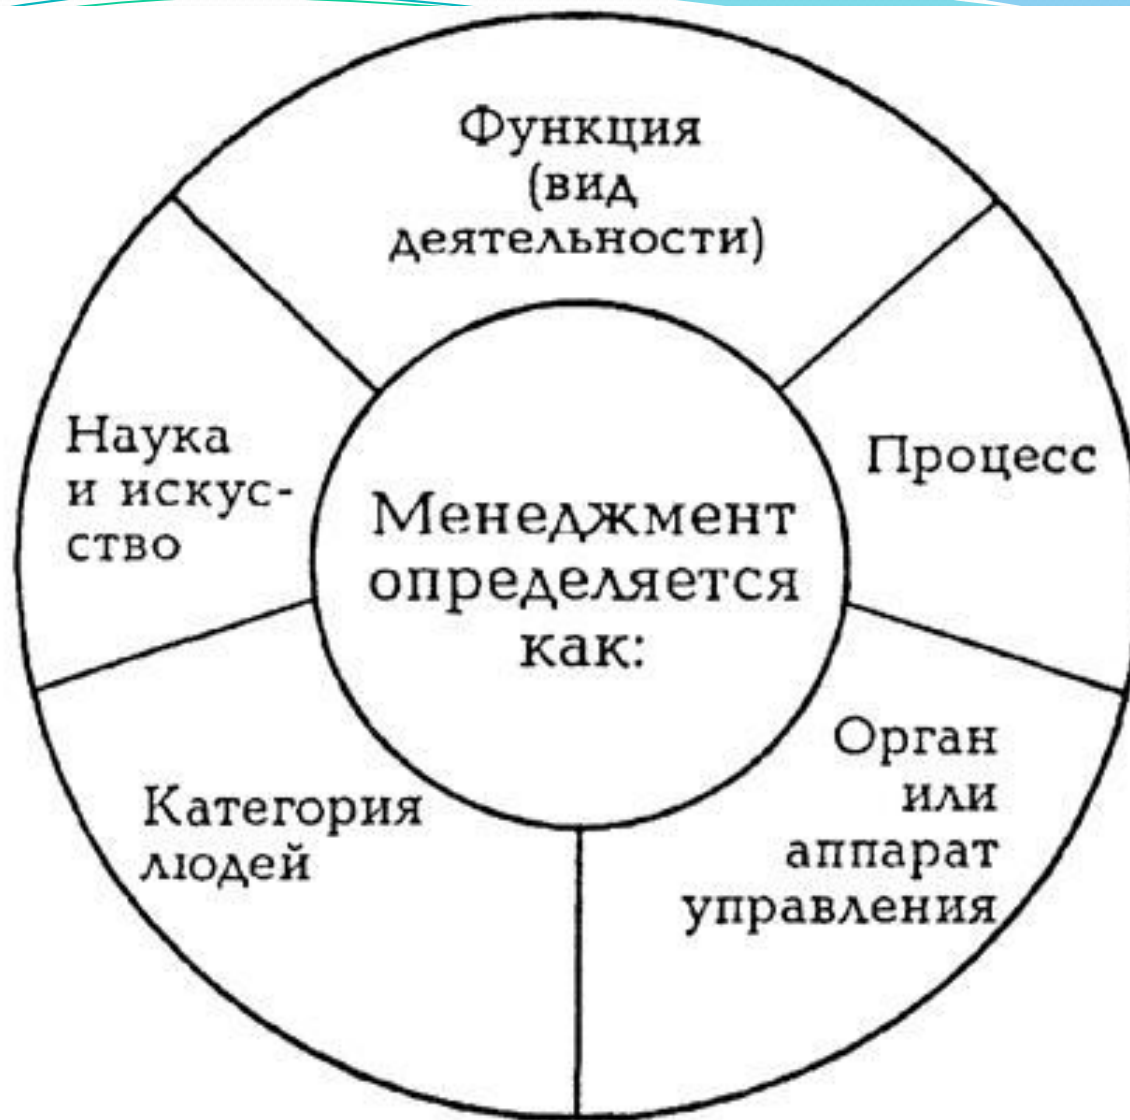 Менеджмент
определяется
как:
Функция
(вид
деятельности)
Процесс
Орган
или
аппарат
управления
Категория
людей
Наука
и искус-
ство